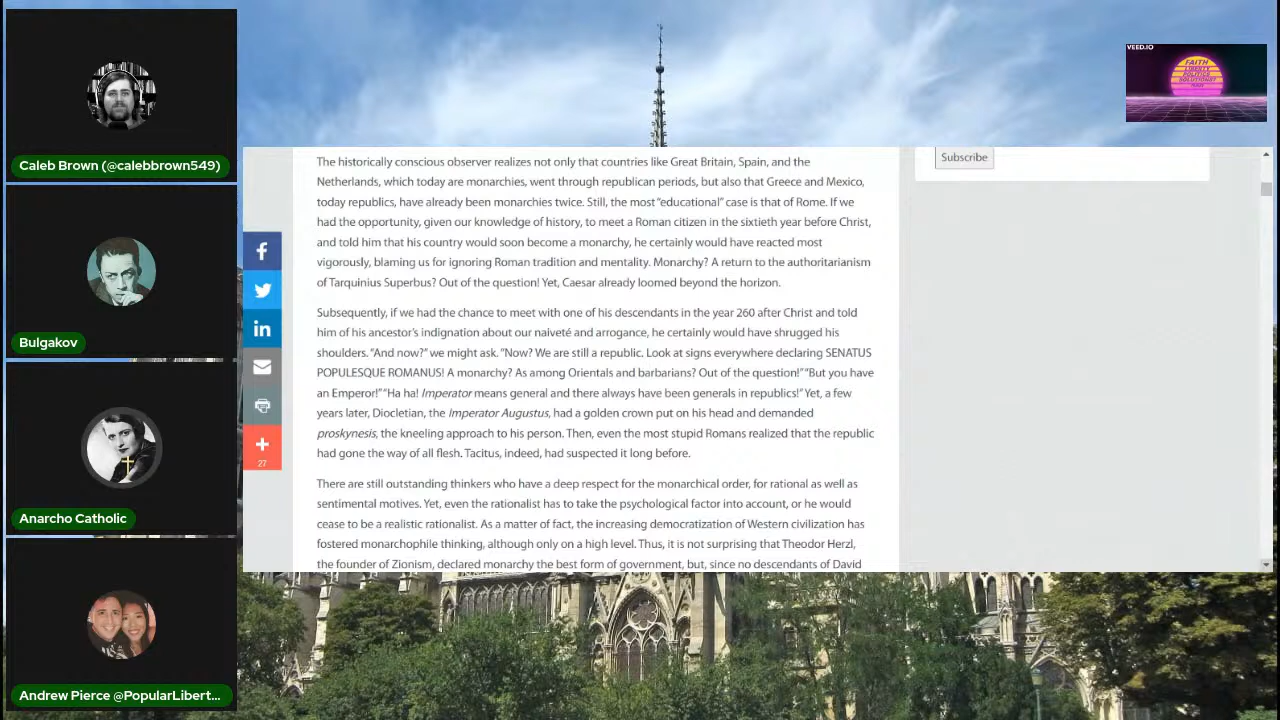 Caleb Brown (@calebbrown549)
Bulgakov
Anarcho Catholic
Andrew Pierce @PopularLibert...
27
The historically conscious observer realizes not only that countries like Great Britain, Spain, and the
Netherlands, which today are monarchies, went through republican periods, but also that Greece and Mexico,
today republics, have already been monarchies twice. Still, the most "educational" case is that of Rome. If we
had the opportunity, given our knowledge of history, to meet a Roman citizen in the sixtieth year before Christ,
and told him that his country would soon become a monarchy, he certainly would have reacted most
vigorously, blaming us for ignoring Roman tradition and mentality. Monarchy? A return to the authoritarianism
of Tarquinius Superbus? Out of the question! Yet, Caesar already loomed beyond the horizon.
Subsequently, if we had the chance to meet with one of his descendants in the year 260 after Christ and told
him of his ancestor's indignation about our naiveté and arrogance, he certainly would have shrugged his
shoulders. "And now?" we might ask. "Now? We are still a republic. Look at signs everywhere declaring SENATUS
POPULESQUE ROMANUS! A monarchy? As among Orientals and barbarians? Out of the question!" "But you have
an Emperor!" "Ha ha! Imperator means general and there always have been generals in republics!" Yet, a few
years later, Diocletian, the Imperator Augustus, had a golden crown put on his head and demanded
proskynesis, the kneeling approach to his person. Then, even the most stupid Romans realized that the republic
had gone the way of all flesh. Tacitus, indeed, had suspected it long before.
There are still outstanding thinkers who have a deep respect for the monarchical order, for rational as well as
sentimental motives. Yet, even the rationalist has to take the psychological factor into account, or he would
cease to be a realistic rationalist. As a matter of fact, the increasing democratization of Western civilization has
fostered monarchophile thinking, although only on a high level. Thus, it is not surprising that Theodor Herzl,
the founder of Zionism, declared monarchy the best form of government, but, since no descendants of David
Subscribe
VEED.IO
FAITH
LIBERTY